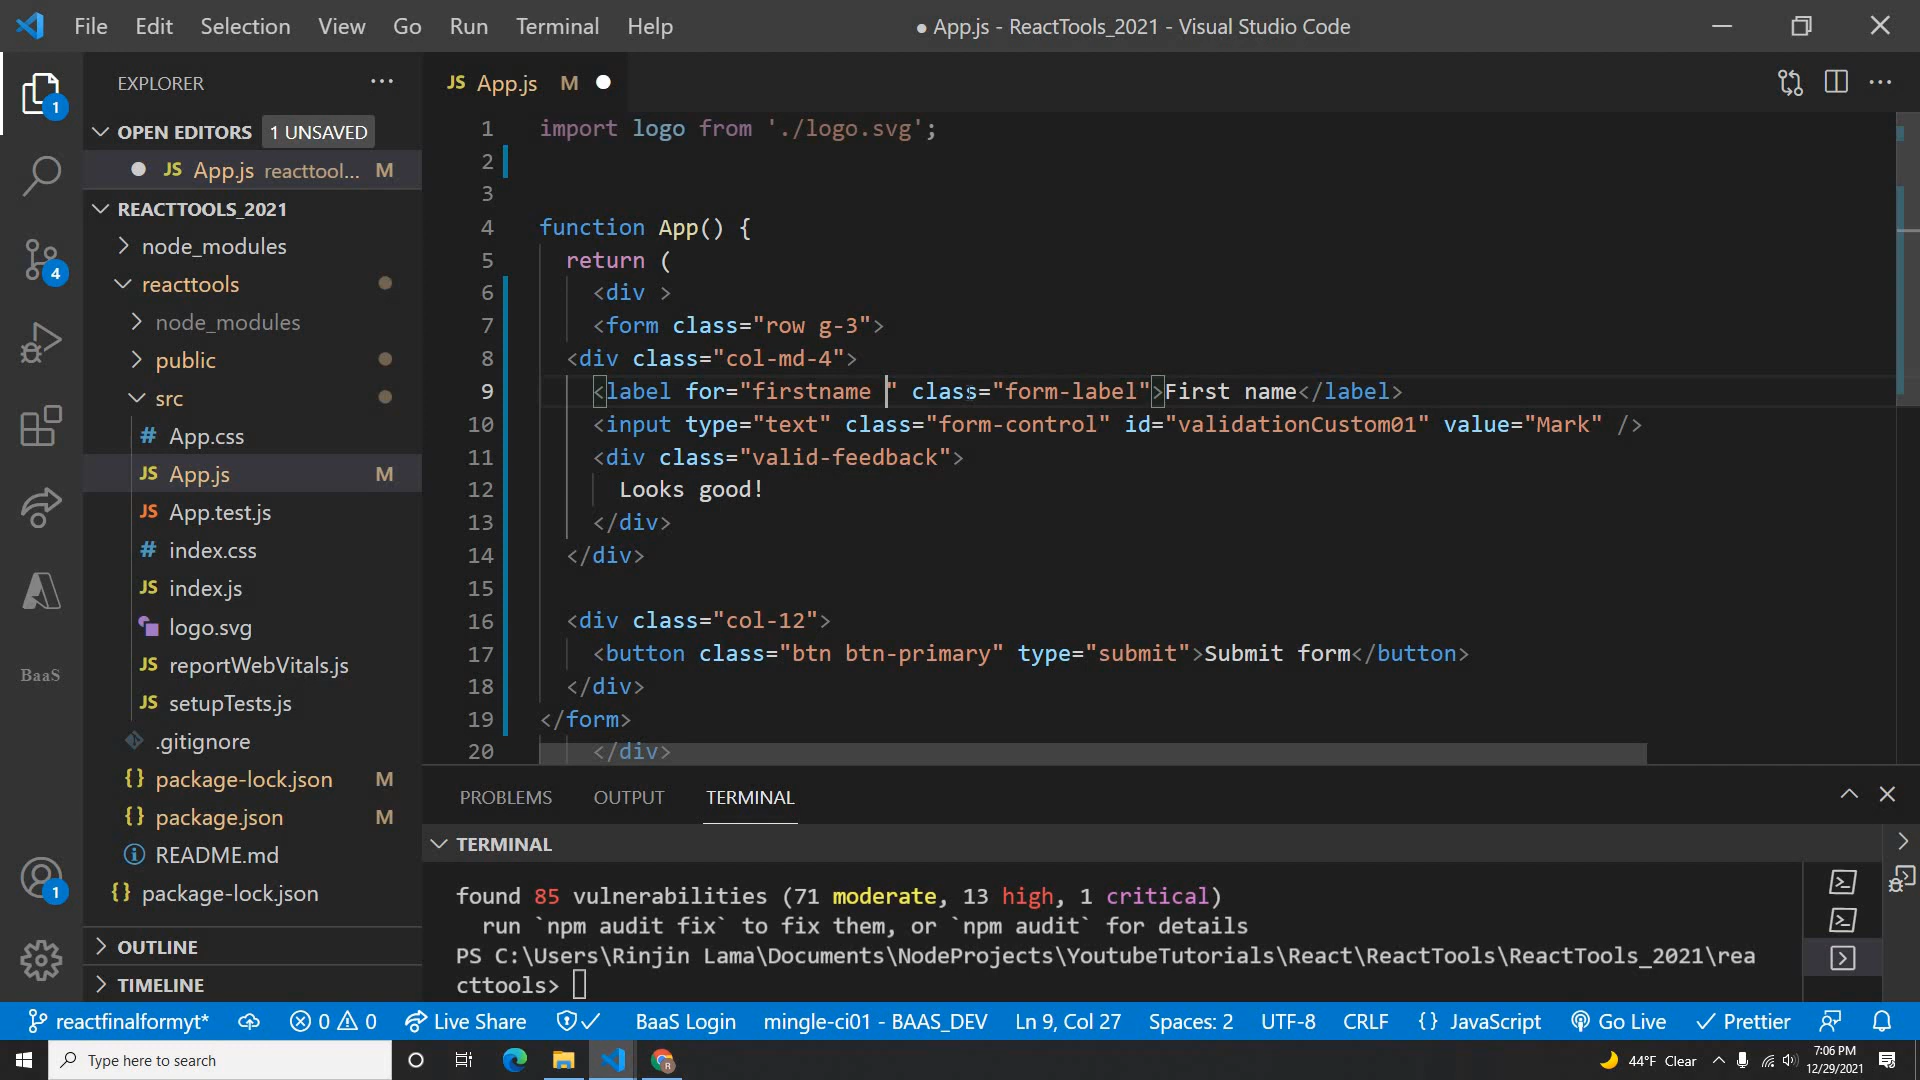 File Edit Selection View Go Run Terminal Help
● App.js - ReactTools_2021 - Visual Studio Code
EXPLORER
OPEN EDITORS 1 UNSAVED
JS App.js reacttool... M
REACTTOOLS_2021
node_modules
reacttools
node_modules
public
src
# App.css
JS App.js M
JS App.test.js
# index.css
JS index.js
logo.svg
JS reportWebVitals.js
JS setupTests.js
.gitignore
{} package-lock.json M
{} package.json M
README.md
{} package-lock.json
OUTLINE
TIMELINE
1
4
BaaS
1
JS App.js M
1 import logo from './logo.svg';
2
3
4 function App() {
5 return (
6 <div >
7 <form class="row g-3">
8 <div class="col-md-4">
9 <label for="firstname " class="form-label">First name</label>
10 <input type="text" class="form-control" id="validationCustom01" value="Mark" />
11 <div class="valid-feedback">
12 Looks good!
13 </div>
14 </div>
15
16 <div class="col-12">
17 <button class="btn btn-primary" type="submit">Submit form</button>
18 </div>
19 </form>
20 </div>
PROBLEMS OUTPUT TERMINAL
TERMINAL
found 85 vulnerabilities (71 moderate, 13 high, 1 critical)
run `npm audit fix` to fix them, or `npm audit` for details
PS C:\Users\Rinjin Lama\Documents\NodeProjects\YoutubeTutorials\React\ReactTools\ReactTools_2021\rea
cttools>
reactfinalformyt* 0 0 Live Share BaaS Login mingle-ci01 - BAAS_DEV Ln 9, Col 27 Spaces: 2 UTF-8 CRLF {} JavaScript Go Live Prettier
Type here to search
R
44°F Clear
7:06 PM
12/29/2021